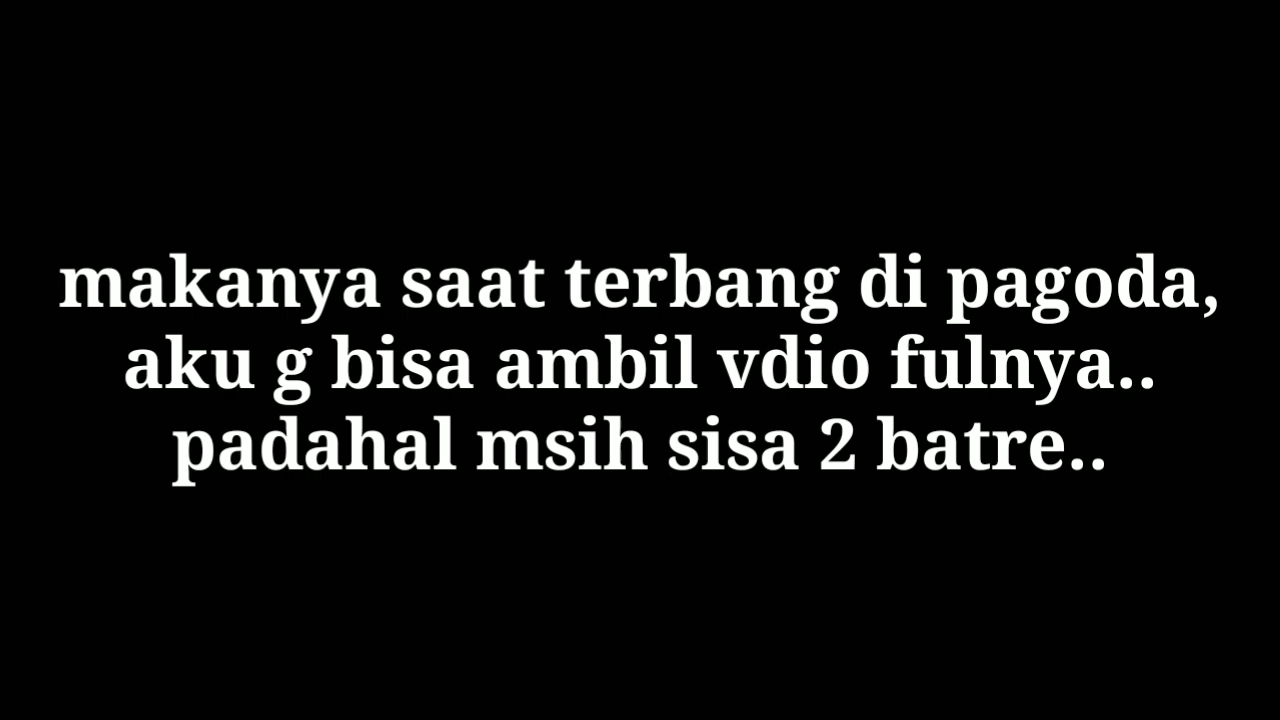 makanya saat terbang di pagoda,
aku g bisa ambil vdio fulnya..
padahal msih sisa 2 batre..